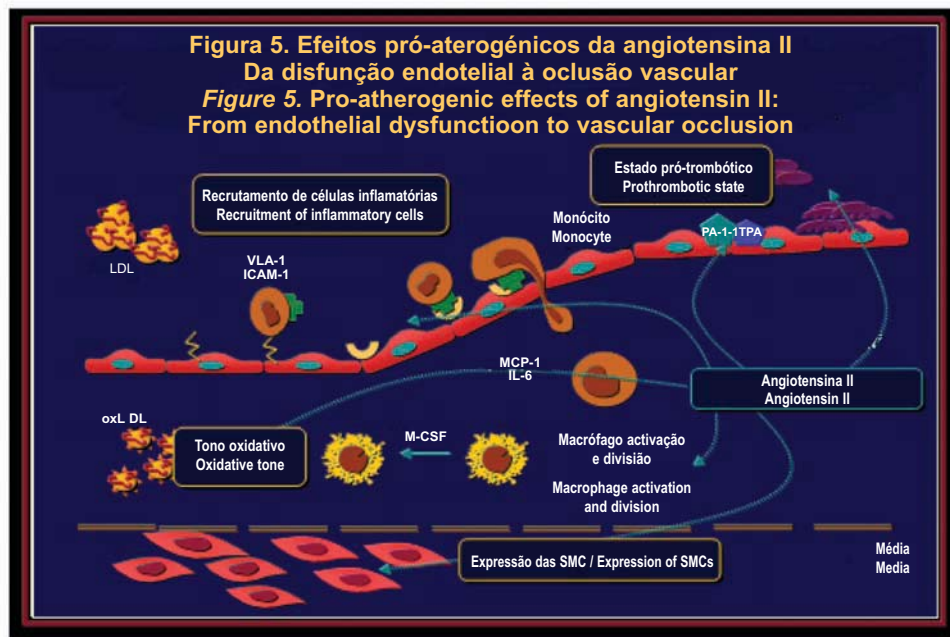 Figura 5. Efeitos pró-aterogénicos da angiotensina II
Da disfunção endotelial à oclusão vascular
Figure 5. Pro-atherogenic effects of angiotensin II:
From endothelial dysfunctioon to vascular occlusion
Estado pró-trombótico
Prothrombotic state
Recrutamento de células inflamatórias
Recruitment of inflammatory cells
Monócito
Monocyte
PA-1-1TPA
LDL
VLA-1
ICAM-1
MCP-1
IL-6
Angiotensina II
Angiotensin II
oxL DL
Tono oxidativo
Oxidative tone
M-CSF
Macrófago activação
e divisião
Macrophage activation
and division
Expressão das SMC / Expression of SMCs
Média
Media